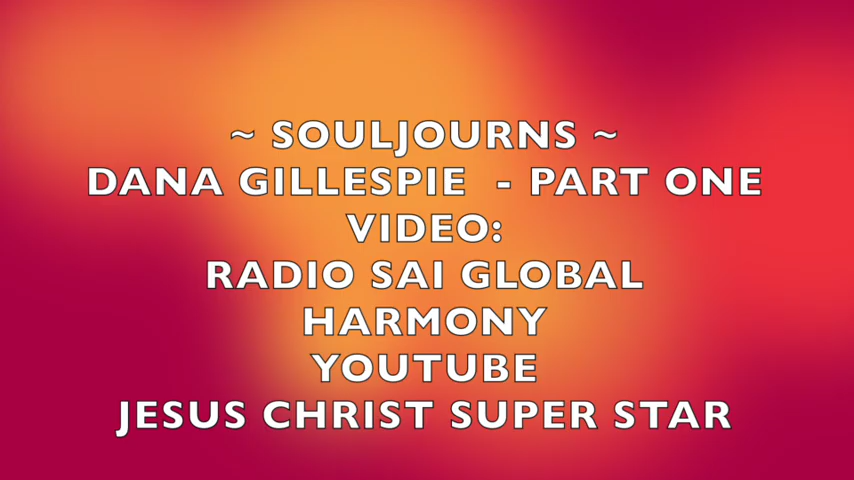 ~ SOULJOURNS ~
DANA GILLESPIE - PART ONE
VIDEO:
RADIO SAI GLOBAL
HARMONY
YOUTUBE
JESUS CHRIST SUPER STAR